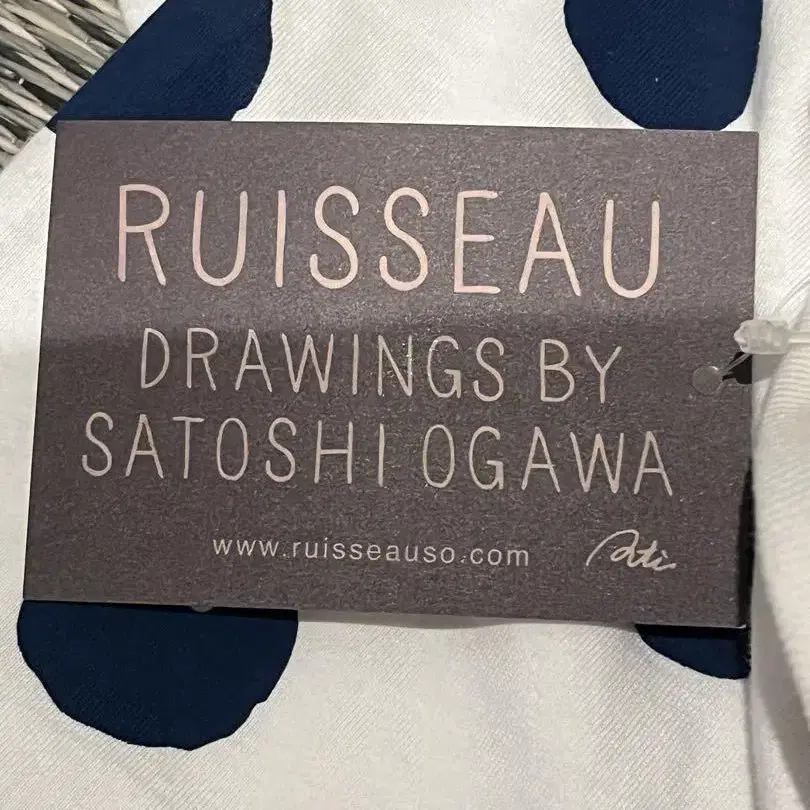 RUISSEAU
DRAWINGS BY
SATOSHI OGAWA
www.ruisseauso.com